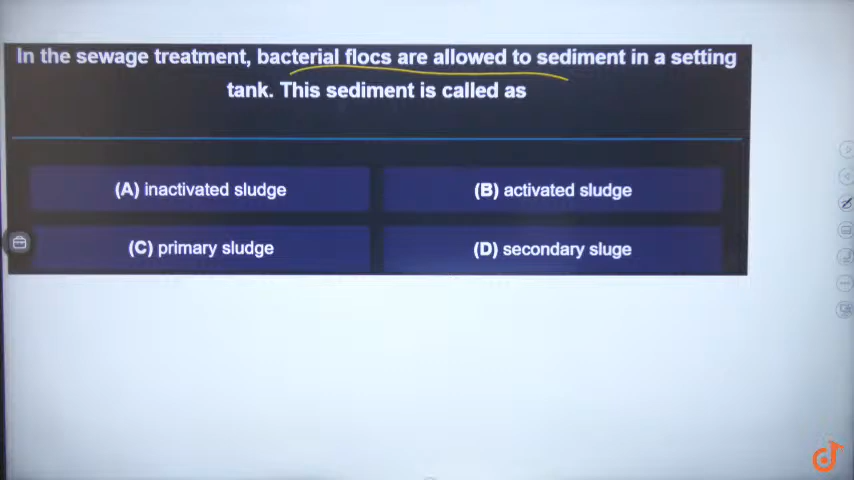 In the sewage treatment, bacterial flocs are allowed to sediment in a setting
tank. This sediment is called as
(A) inactivated sludge
(B) activated sludge
(C) primary sludge
(D) secondary sluge